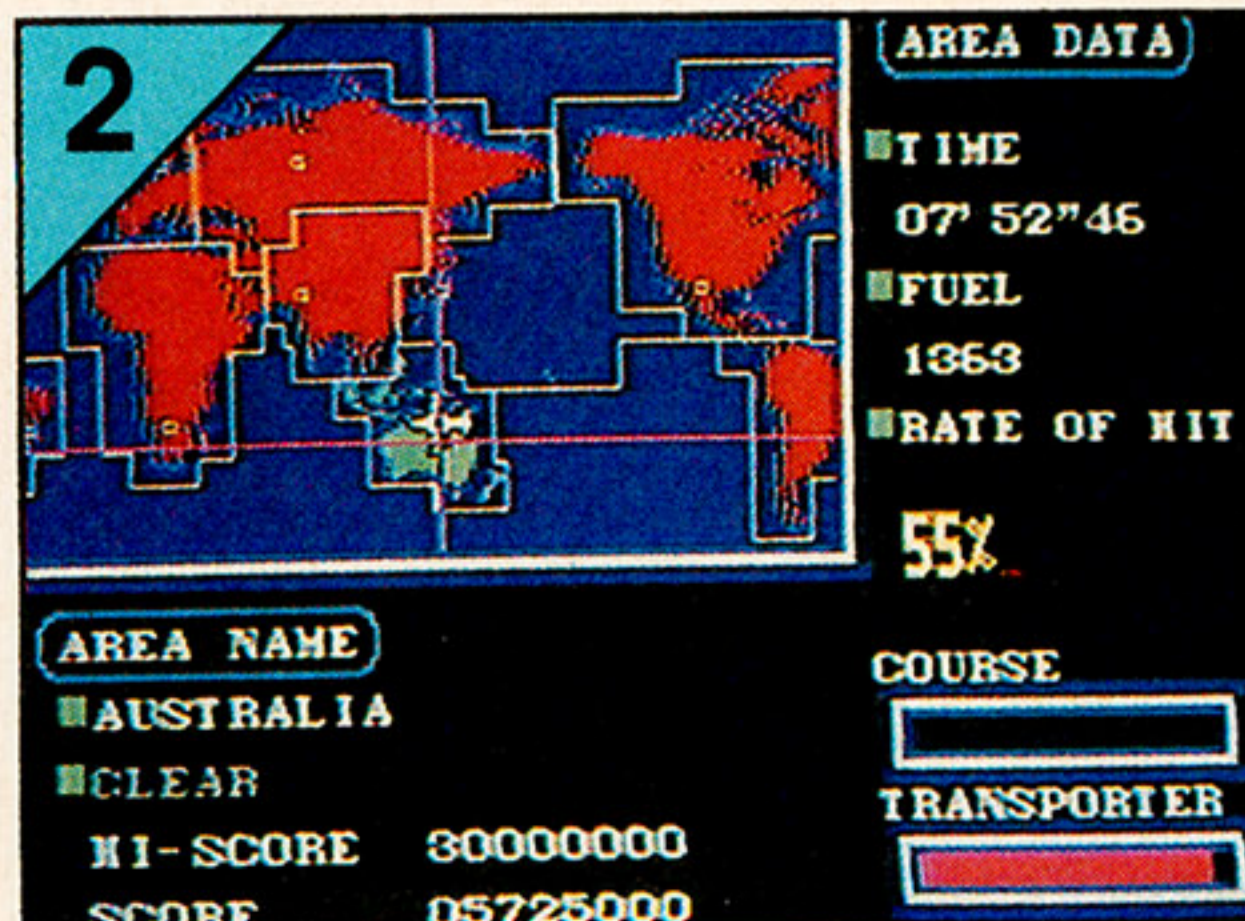 2
AREA DATA
TIME
07' 52"46
FUEL
1363
RATE OF HIT
55%
AREA NAME
AUSTRALIA
CLEAR
HI-SCORE 30000000
SCORE 05725000
COURSE
TRANSPORTER